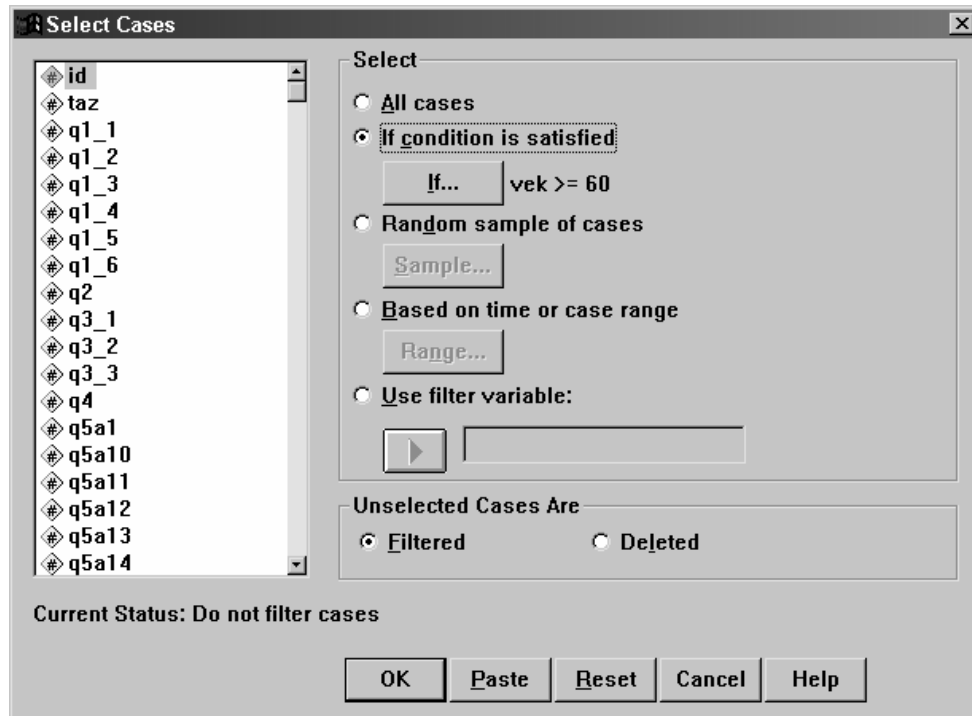 Select Cases
id
taz
q1_1
q1_2
q1_3
q1_4
q1_5
q1_6
q2
q3_1
q3_2
q3_3
q4
q5a1
q5a10
q5a11
q5a12
q5a13
q5a14
Select
All cases
If condition is satisfied
If... vek >= 60
Random sample of cases
Sample...
Based on time or case range
Range...
Use filter variable:
Unselected Cases Are
Filtered Deleted
Current Status: Do not filter cases
OK Paste Reset Cancel Help